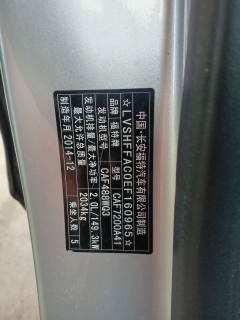 中国·长安福特汽车有限公司制造
☆LVSHFFAC0EF160965☆
品牌 福特牌 型号 CAF7200A41
发动机型号 CAF488WQ3
发动机排量/最大净功率 2.0L/149.3kW
最大允许总质量 2034kg
制造年月 2014-12 乘坐人数 5